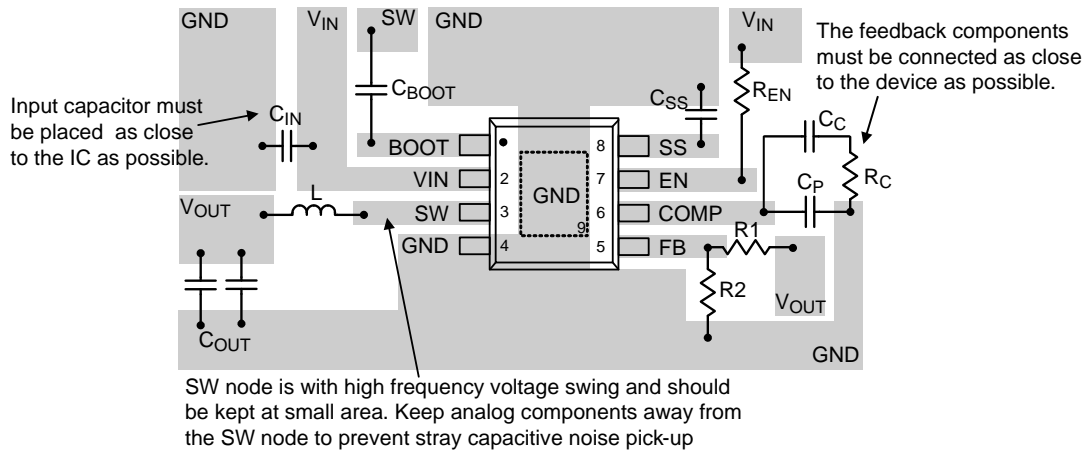 GND
VIN
SW
GND
VIN
The feedback components
must be connected as close
to the device as possible.
Input capacitor must
be placed as close
to the IC as possible.
CIN
CBOOT
CSS
REN
CC
RC
CP
BOOT
VIN
SW
GND
2
3
4
GND
9
8
7
6
5
SS
EN
COMP
FB
VOUT
L
R1
R2
VOUT
COUT
GND
SW node is with high frequency voltage swing and should
be kept at small area. Keep analog components away from
the SW node to prevent stray capacitive noise pick-up